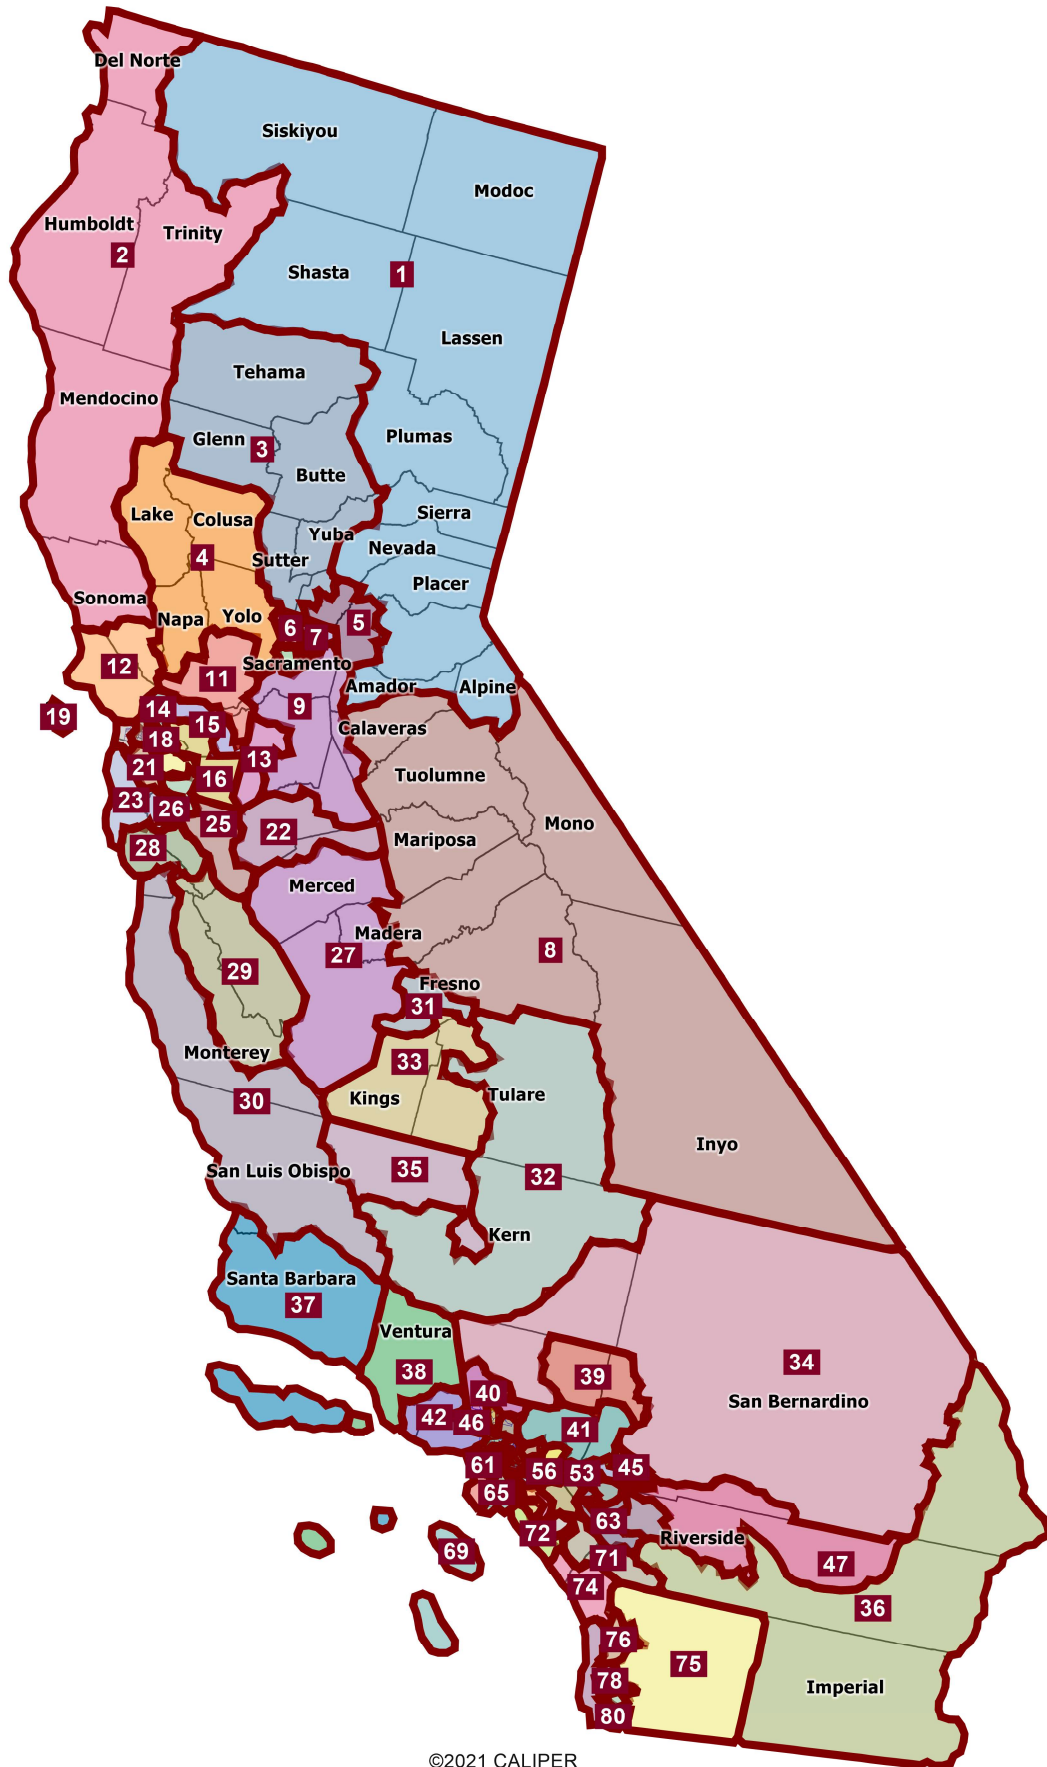 Del Norte
Siskiyou
Modoc
Humboldt
Trinity
2
Shasta
1
Lassen
Tehama
Mendocino
Glenn
3
Plumas
Butte
Lake
Colusa
Sierra
Yuba
Nevada
4
Sutter
Placer
Sonoma
Napa
Yolo
6
7
5
12
Sacramento
11
Amador
Alpine
19
14
9
15
Calaveras
18
13
21
16
Tuolumne
23
26
25
22
Mono
Mariposa
28
Merced
Madera
27
8
29
Fresno
31
Monterey
33
30
Kings
Tulare
Inyo
San Luis Obispo
35
32
Kern
Santa Barbara
37
Ventura
34
38
39
40
San Bernardino
42
46
41
61
56
53
45
65
63
72
Riverside
69
71
47
74
36
76
75
78
Imperial
80
©2021 CALIPER